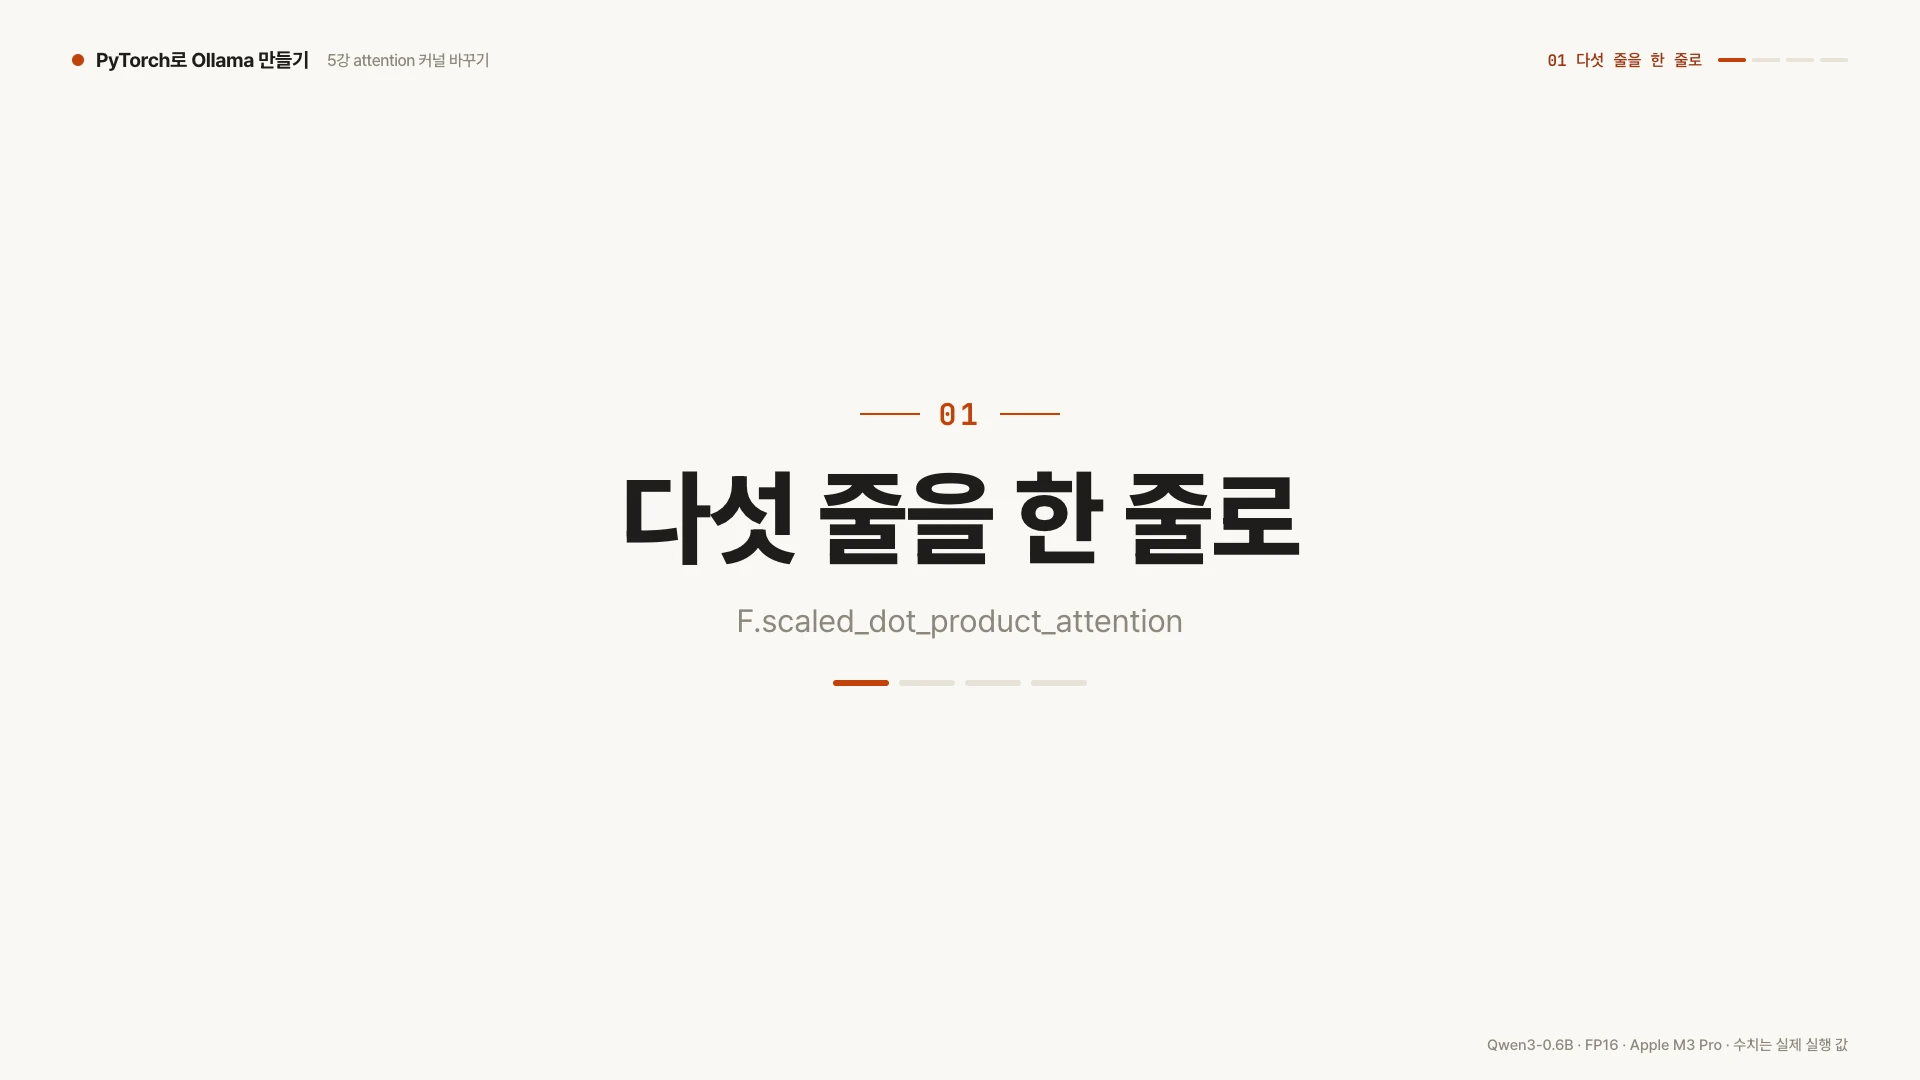 PyTorch로 Ollama 만들기 5강 attention 커널 바꾸기
01 다섯 줄을 한 줄로
01
다섯 줄을 한 줄로
F.scaled_dot_product_attention
Qwen3-0.6B · FP16 · Apple M3 Pro · 수치는 실제 실행 값